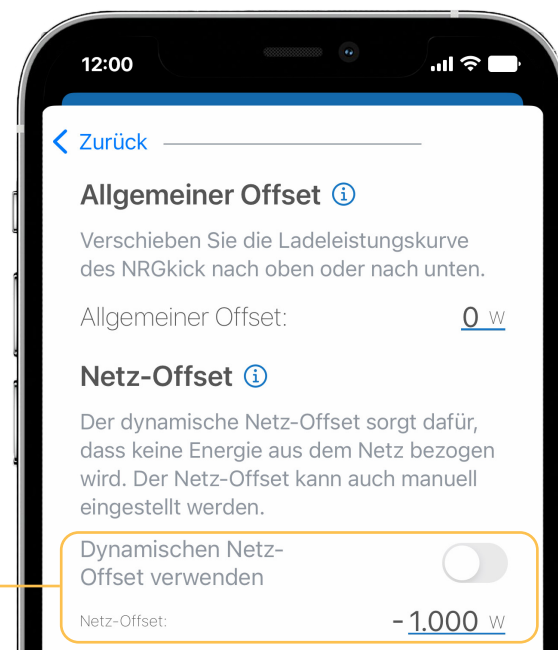 12:00
Zurück
Allgemeiner Offset
Verschieben Sie die Ladeleistungskurve
des NRGkick nach oben oder nach unten.
Allgemeiner Offset: 0 W
Netz-Offset
Der dynamische Netz-Offset sorgt dafür,
dass keine Energie aus dem Netz bezogen
wird. Der Netz-Offset kann auch manuell
eingestellt werden.
Dynamischen Netz-
Offset verwenden
Netz-Offset: -1.000 W